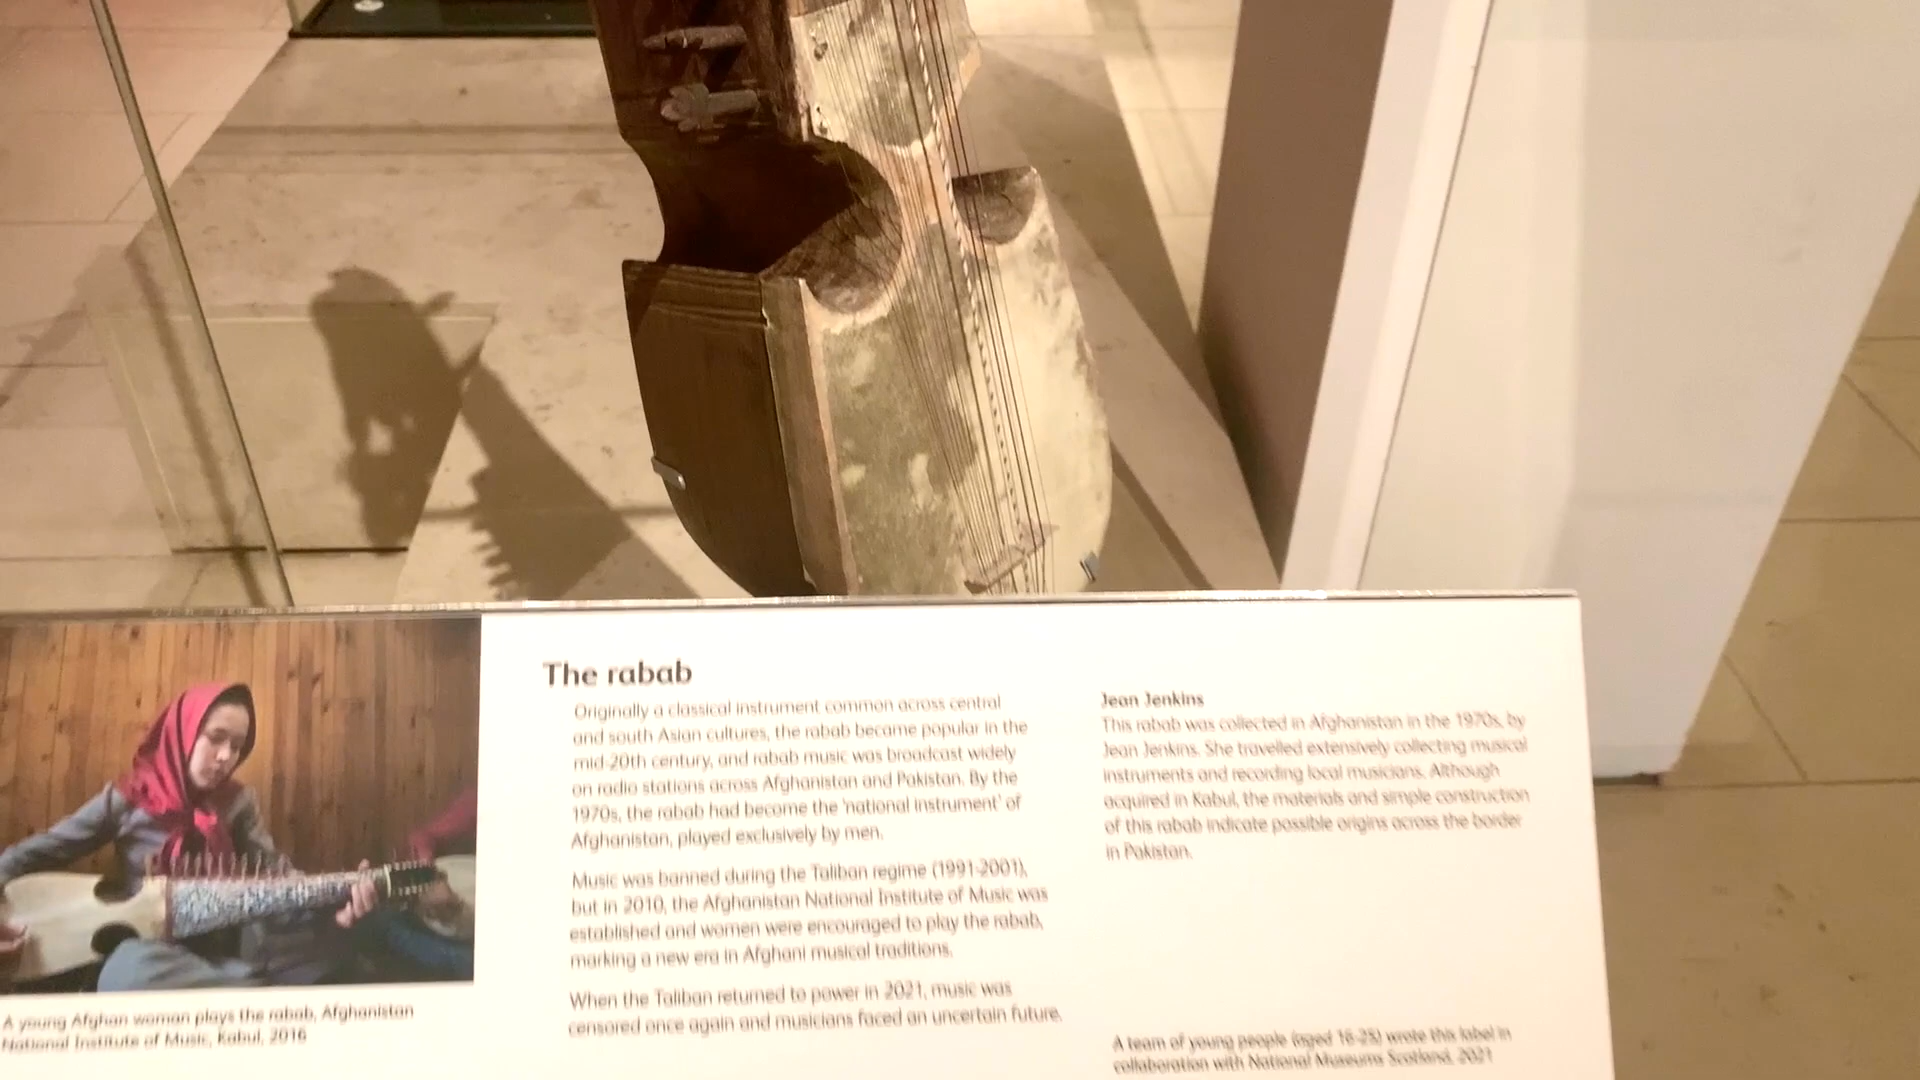 The rabab
Originally a classical instrument common across central
and south Asian cultures, the rabab became popular in the
mid-20th century, and rabab music was broadcast widely
on radio stations across Afghanistan and Pakistan. By the
1970s, the rabab had become the 'national instrument' of
Afghanistan, played exclusively by men.
Music was banned during the Taliban regime (1991-2001),
but in 2010, the Afghanistan National Institute of Music was
established and women were encouraged to play the rabab,
marking a new era in Afghani musical traditions.
When the Taliban returned to power in 2021, music was
censored once again and musicians faced an uncertain future.
Jean Jenkins
This rabab was collected in Afghanistan in the 1970s, by
Jean Jenkins. She travelled extensively collecting musical
instruments and recording local musicians. Although
acquired in Kabul, the materials and simple construction
of this rabab indicate possible origins across the border
in Pakistan.
A team of young people (aged 16-25) wrote this label in
collaboration with National Museums Scotland, 2021
A young Afghan woman plays the rabab, Afghanistan
National Institute of Music, Kabul, 2016